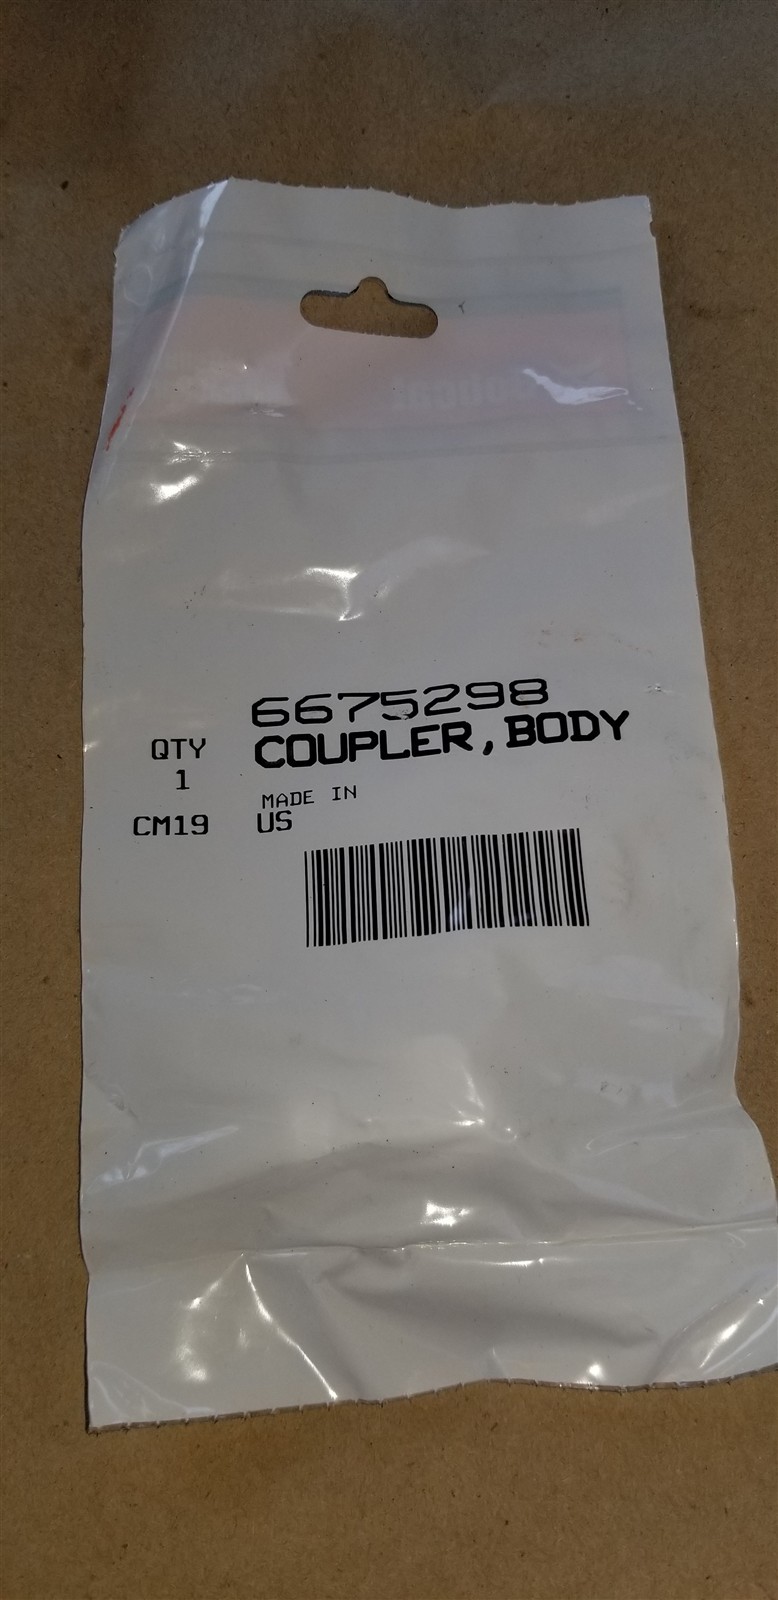 6675298
QTY COUPLER, BODY
1
MADE IN
CM19 US